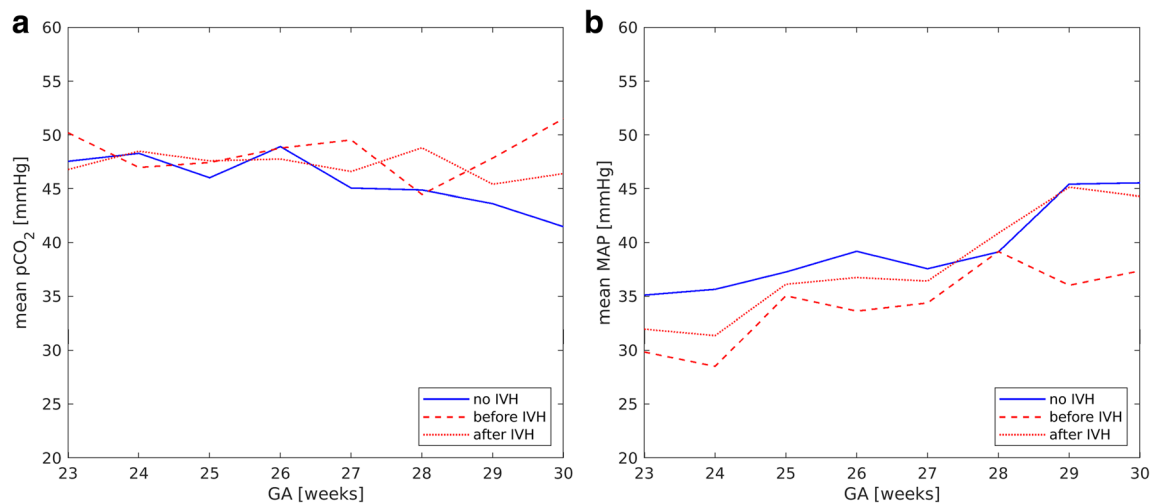 a
60
55
50
45
40
35
30
25
20
mean pCO2 [mmHg]
23 24 25 26 27 28 29 30
GA [weeks]
no IVH
before IVH
after IVH
b
60
55
50
45
40
35
30
25
20
mean MAP [mmHg]
23 24 25 26 27 28 29 30
GA [weeks]
no IVH
before IVH
after IVH